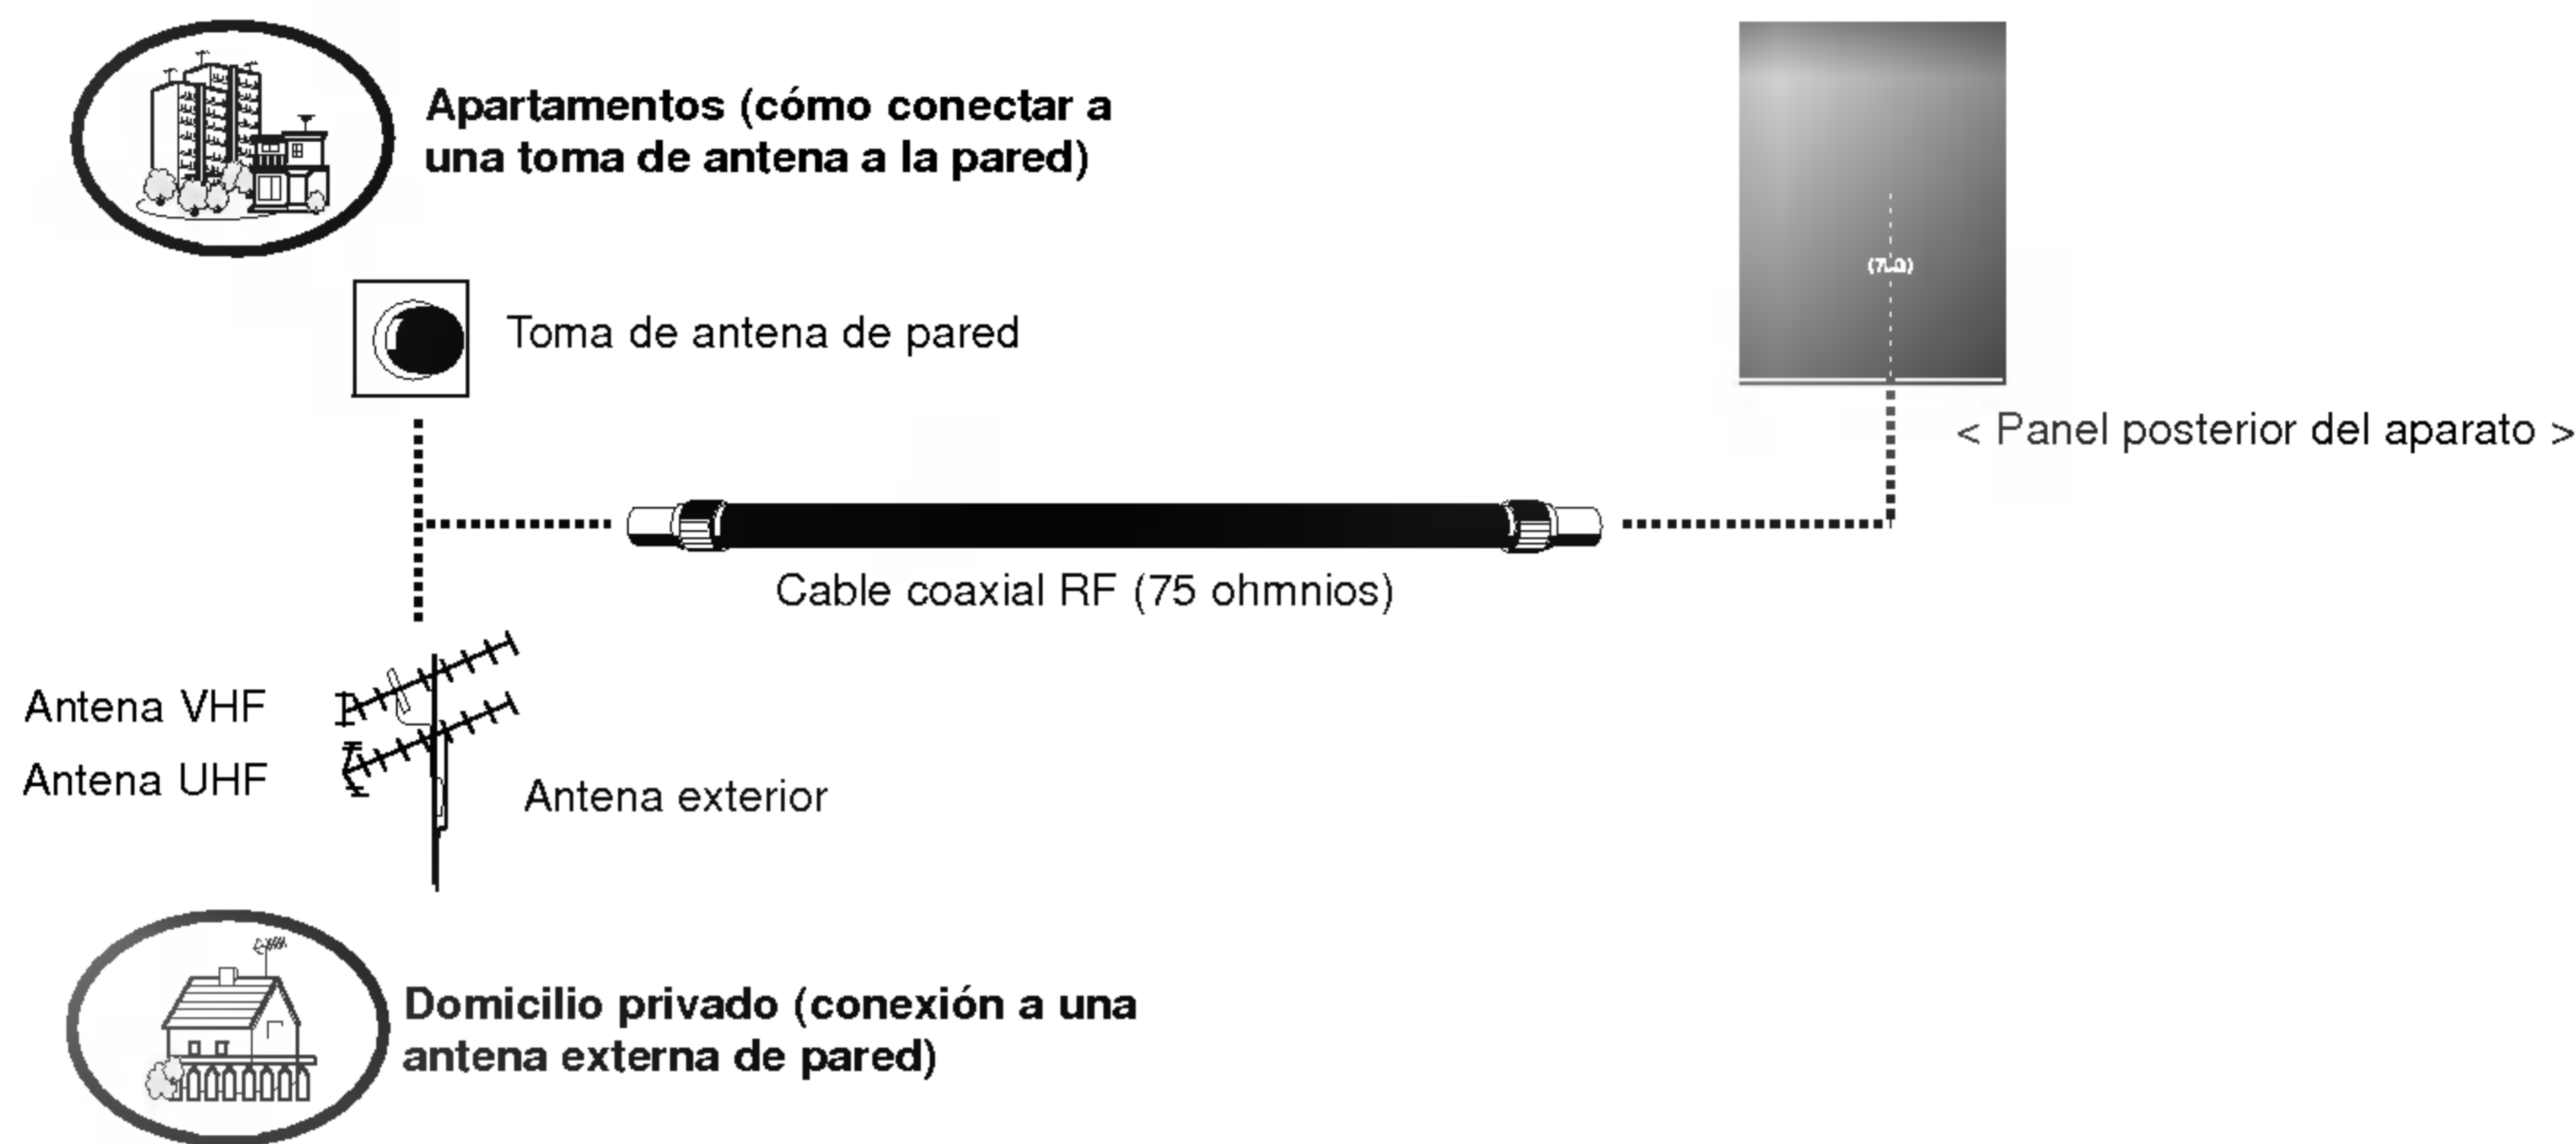 Apartamentos (cómo conectar a
una toma de antena a la pared)
Toma de antena de pared
< Panel posterior del aparato >
Cable coaxial RF (75 ohmnios)
Antena VHF
Antena UHF
Antena exterior
Domicilio privado (conexión a una
antena externa de pared)